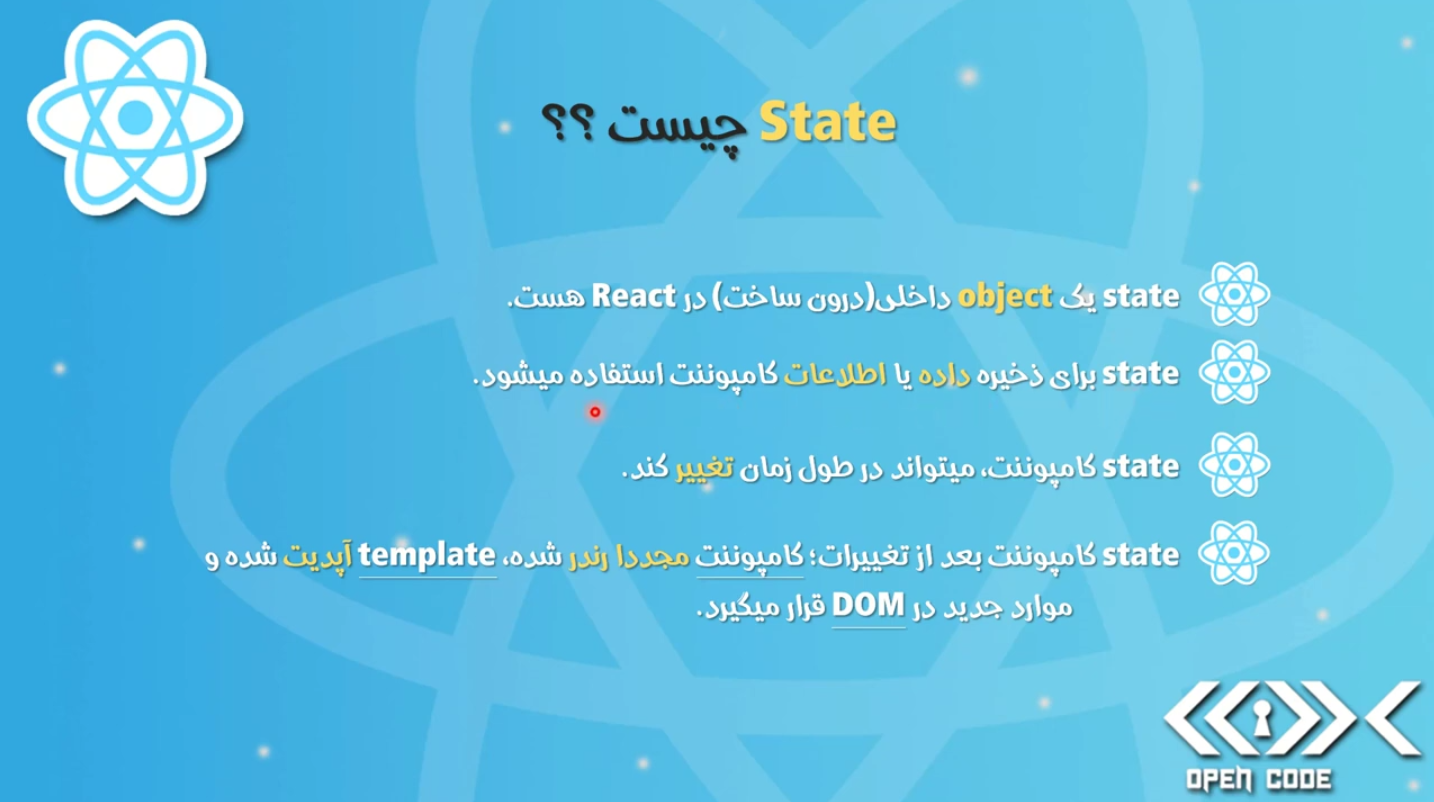 State چیست ؟؟
state یک object داخلی(درون ساخت) در React هست.
state برای ذخیره داده یا اطلاعات کامپوننت استفاده میشود.
state کامپوننت، میتواند در طول زمان تغییر کند.
state کامپوننت بعد از تغییرات؛ کامپوننت مجددا رندر شده، template آپدیت شده و
موارد جدید در DOM قرار میگیرد.
OPEN CODE